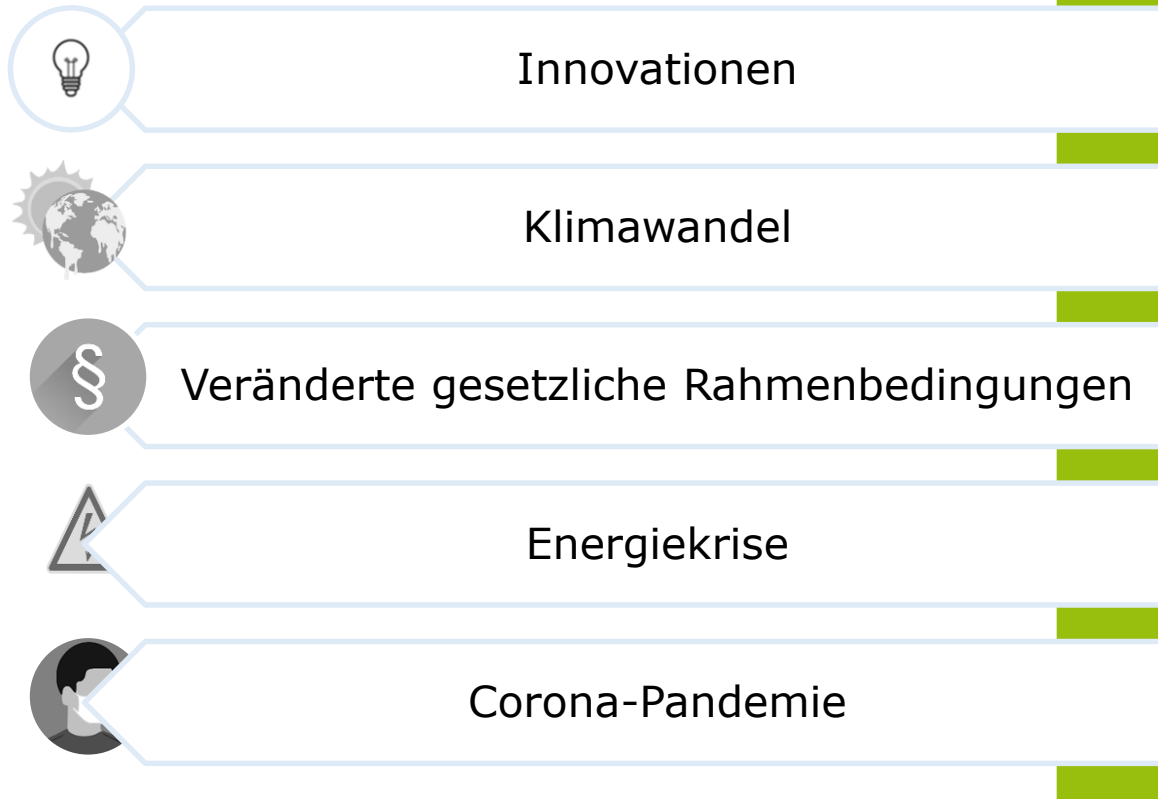 Innovationen
Klimawandel
§
Veränderte gesetzliche Rahmenbedingungen
Energiekrise
Corona-Pandemie